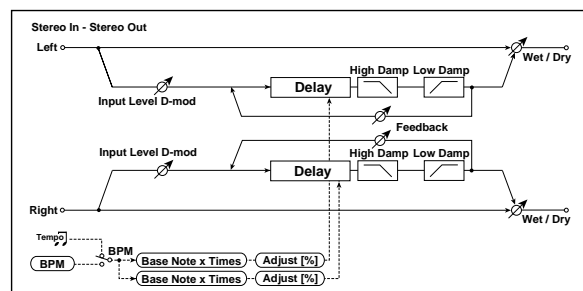 Stereo In - Stereo Out
Left
Wet / Dry
High Damp
Low Damp
Delay
Input Level D-mod
Feedback
Input Level D-mod
High Damp
Low Damp
Delay
Right
Wet / Dry
Tempo
BPM
BPM
Base Note x Times
Adjust [%]
Base Note x Times
Adjust [%]